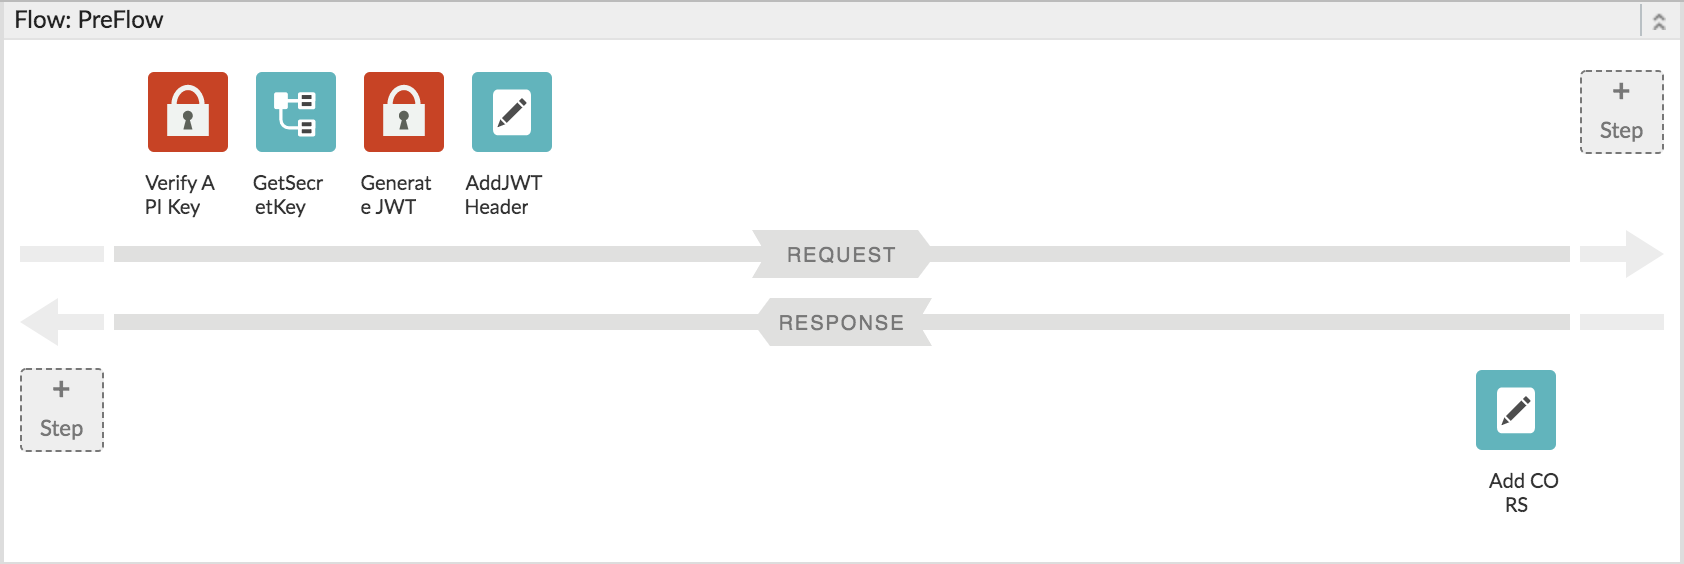 Flow: PreFlow
+
Step
Verify A
PI Key
GetSecr
etKey
Generat
e JWT
AddJWT
Header
REQUEST
RESPONSE
+
Step
Add CO
RS